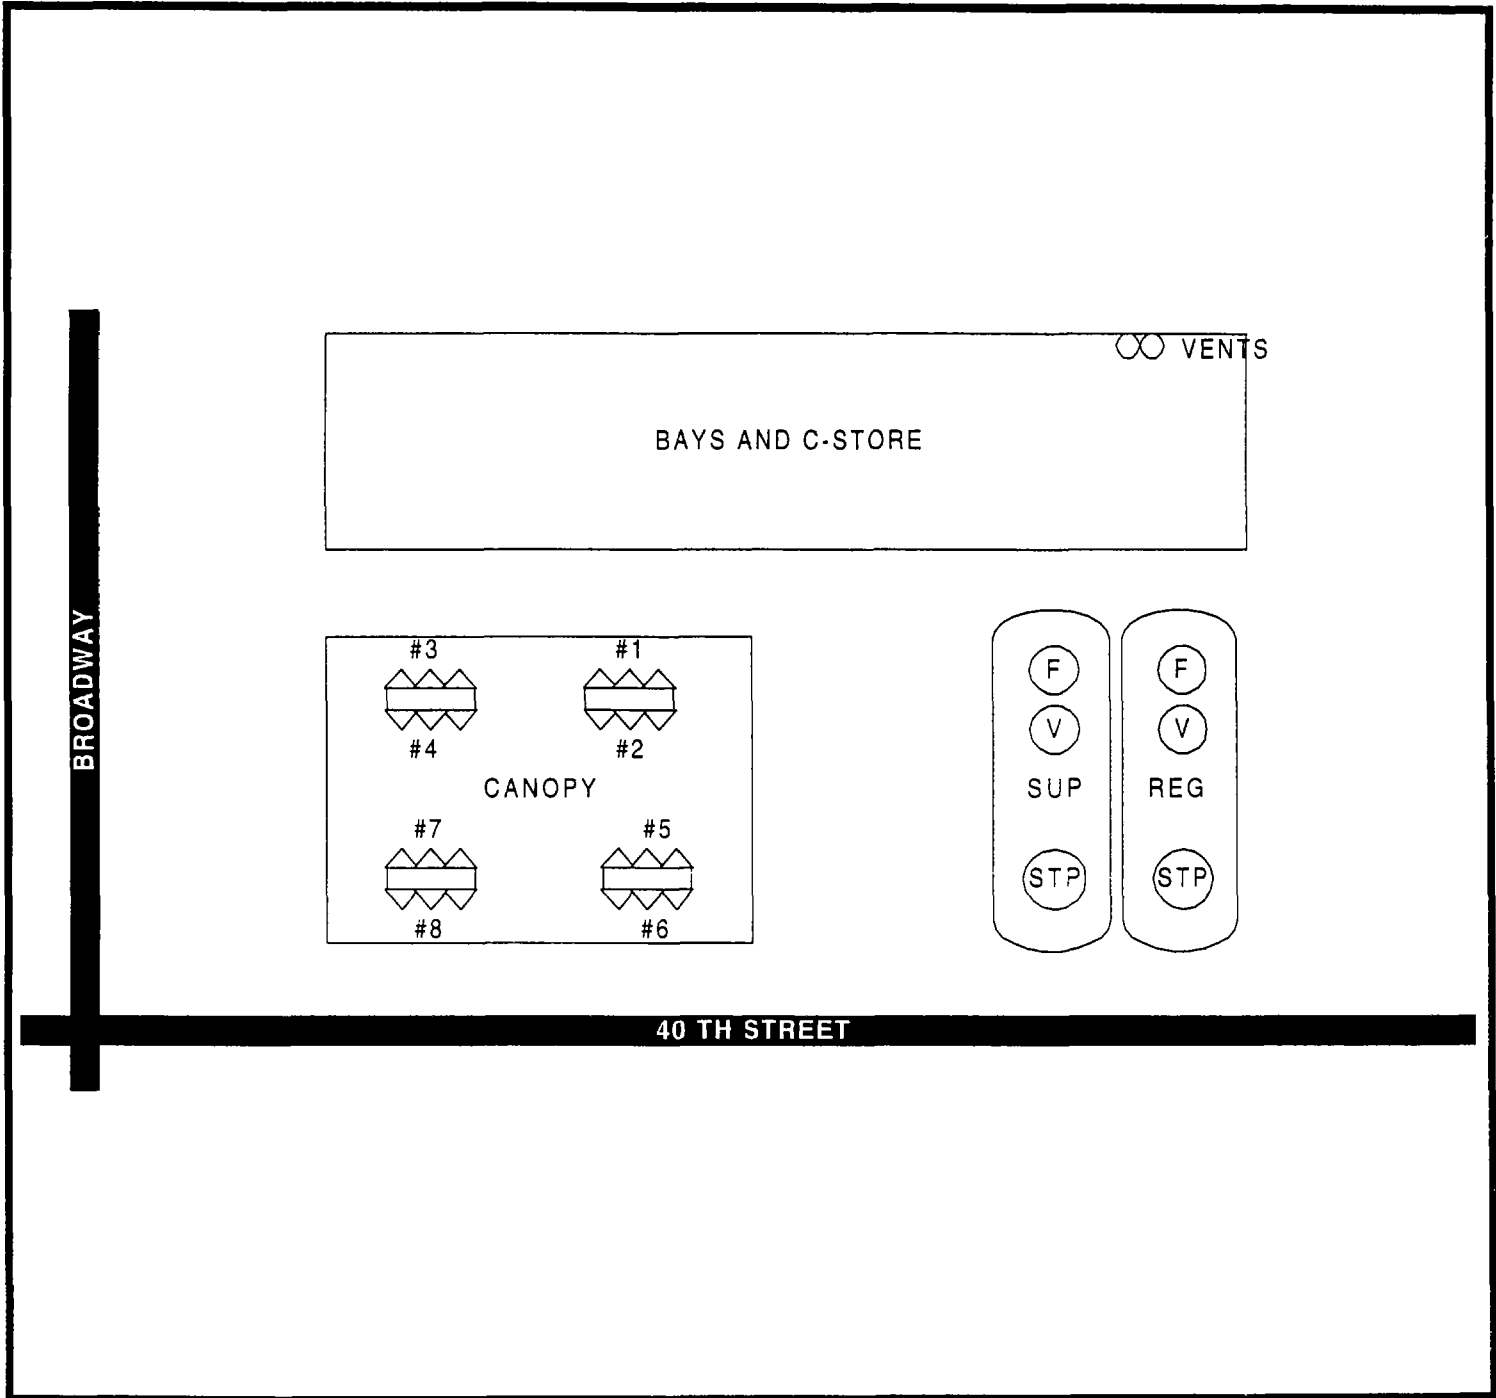 VENTS
BAYS AND C-STORE
BROADWAY
#3 #1
#4 #2
CANOPY
#7 #5
#8 #6
F F
V V
SUP REG
STP STP
40 TH STREET